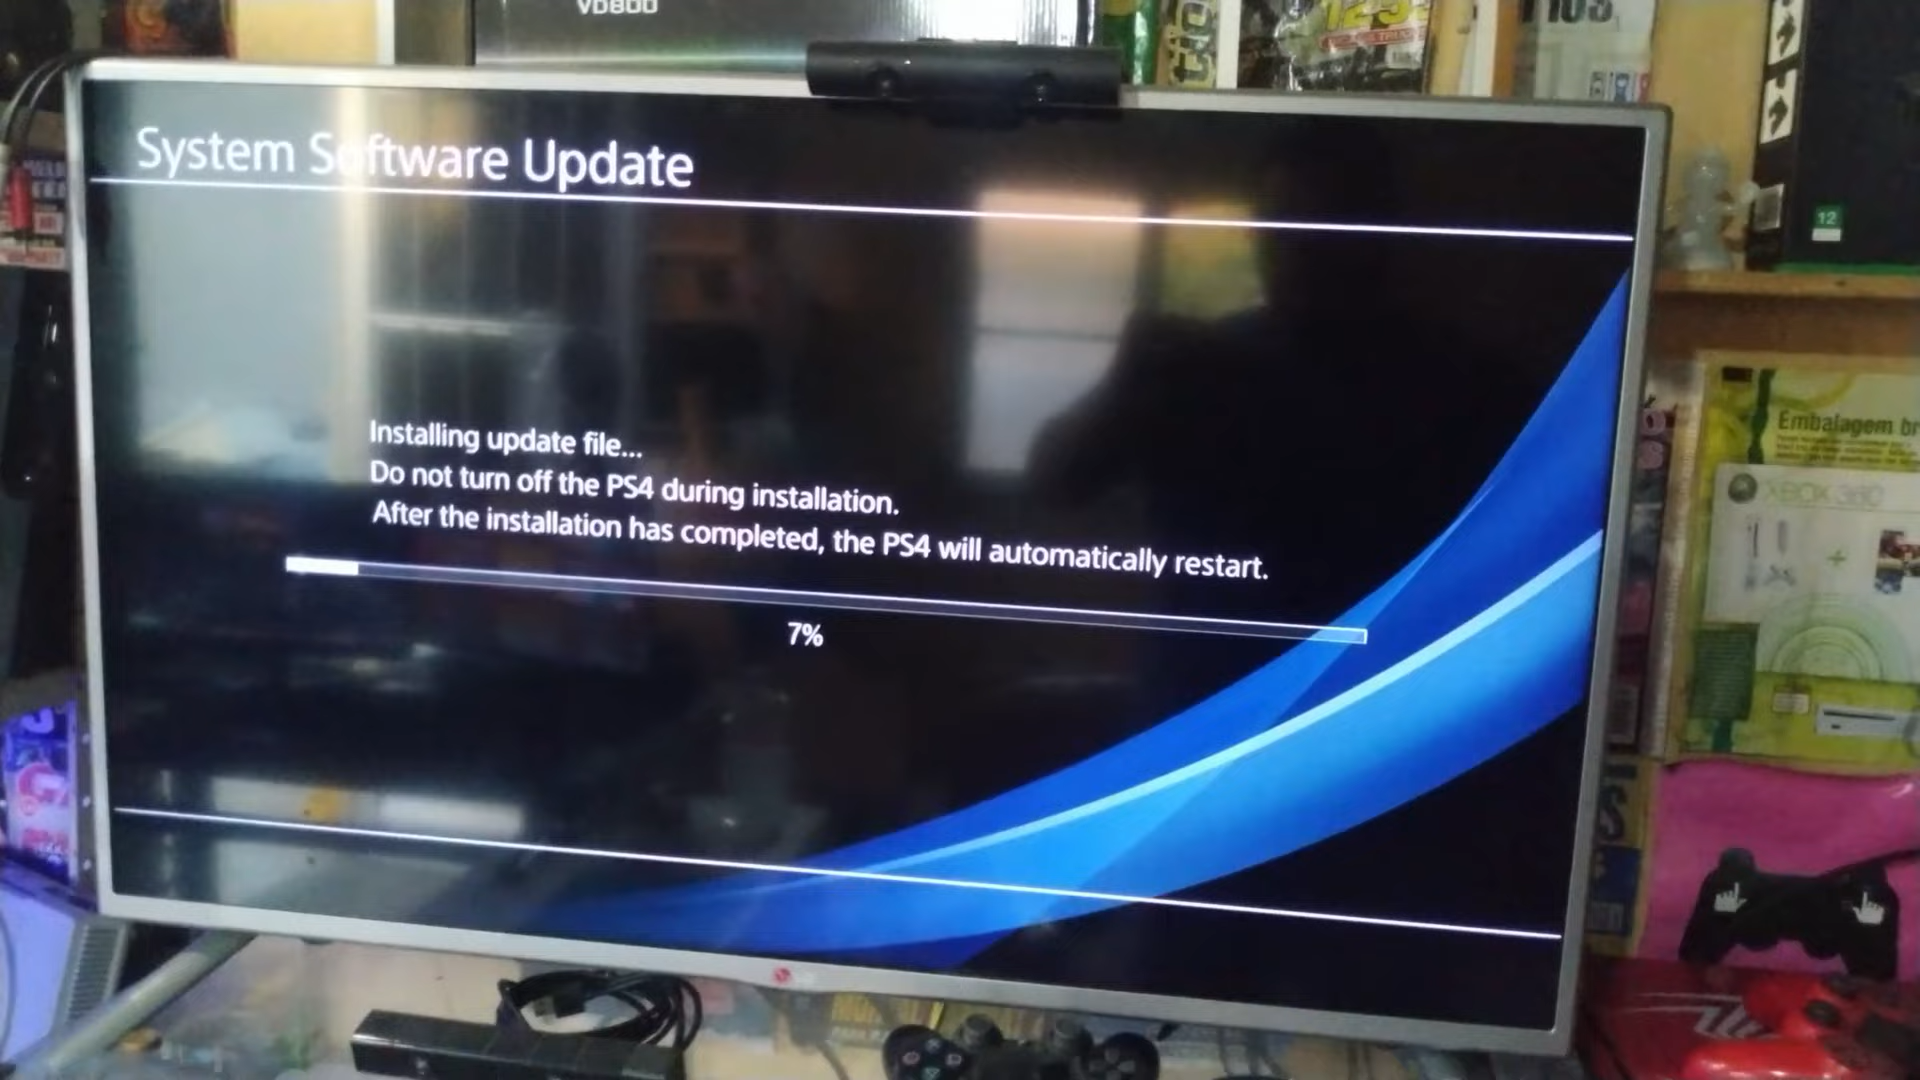 VD800
System Software Update
12
Embalagem
Installing update file...
XBOX 360
Do not turn off the PS4 during installation.
After the installation has completed, the PS4 will automatically restart.
7%